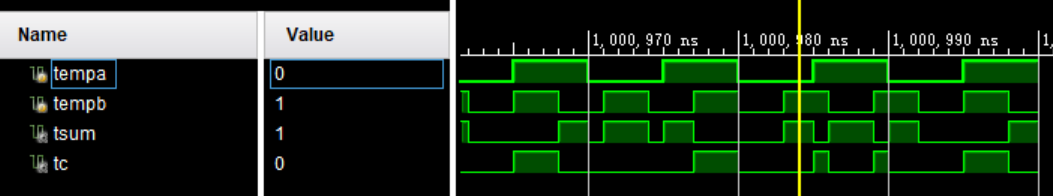 Name Value 1,000,970 ns 1,000,980 ns 1,000,990 ns 1,
tempa 0
tempb 1
tsum 1
tc 0